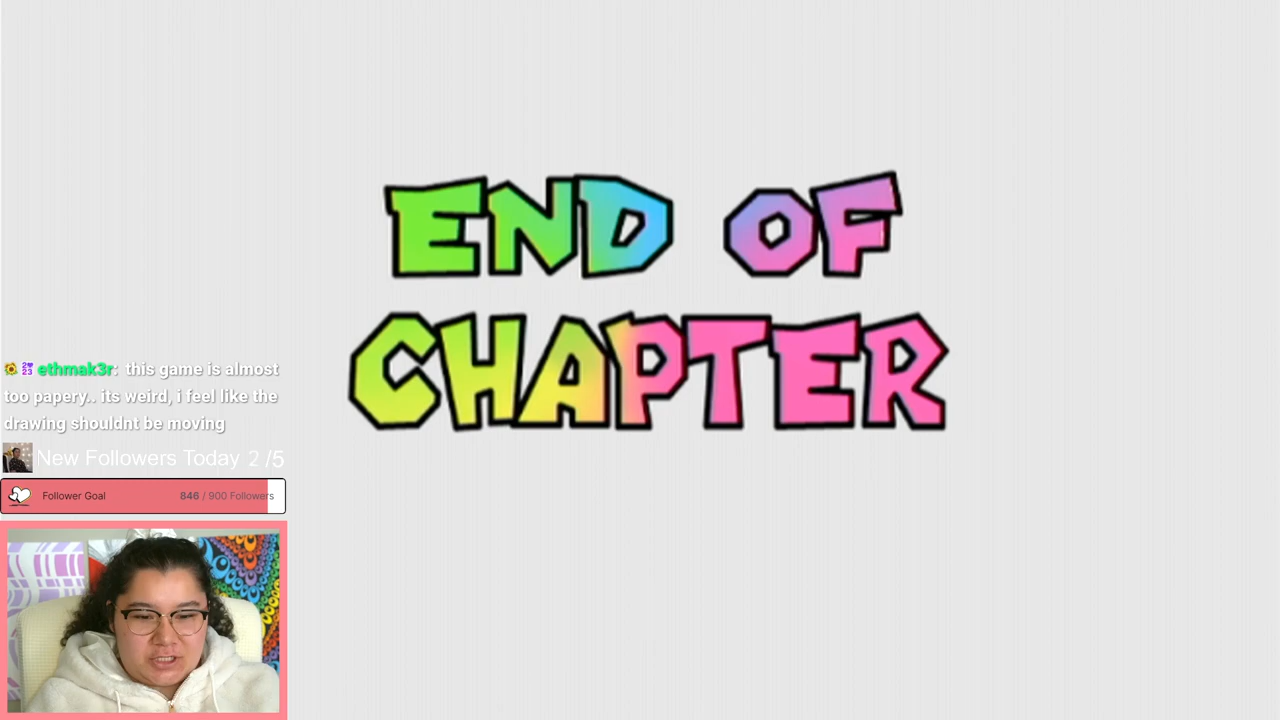 END OF
CHAPTER
ethmak3r: this game is almost
too papery.. its weird, i feel like the
drawing shouldnt be moving
New Followers Today 2 /5
Follower Goal 846 / 900 Followers